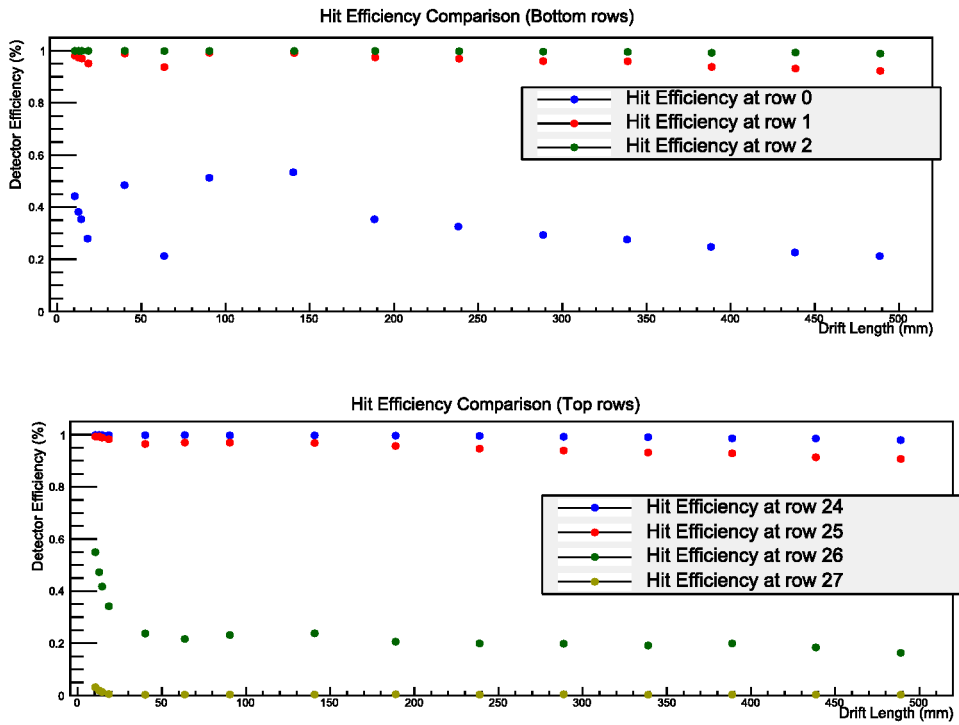 Hit Efficiency Comparison (Bottom rows)
Detector Efficiency (%)
1
0.8
0.6
0.4
0.2
0
Hit Efficiency at row 0
Hit Efficiency at row 1
Hit Efficiency at row 2
0 50 100 150 200 250 300 350 400 450 500
Drift Length (mm)
Hit Efficiency Comparison (Top rows)
Detector Efficiency (%)
1
0.8
0.6
0.4
0.2
0
Hit Efficiency at row 24
Hit Efficiency at row 25
Hit Efficiency at row 26
Hit Efficiency at row 27
0 50 100 150 200 250 300 350 400 450 500
Drift Length (mm)